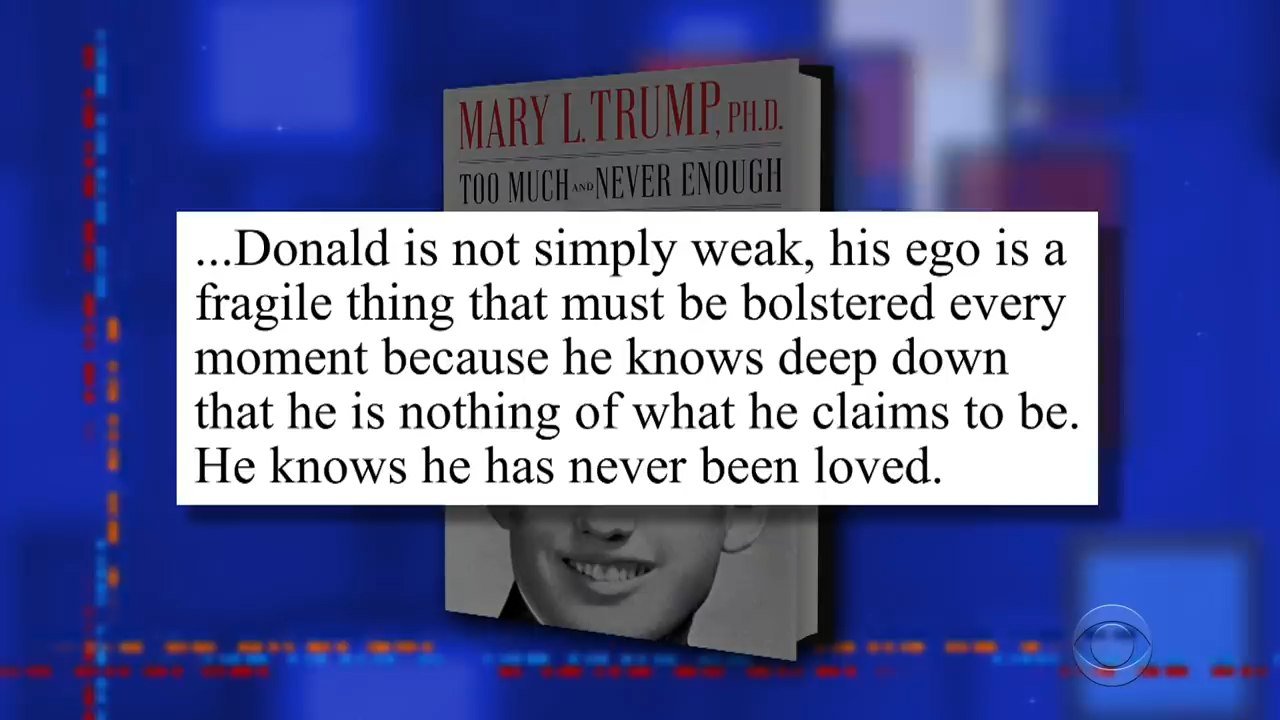 MARY L. TRUMP, PH.D.
TOO MUCH AND NEVER ENOUGH
...Donald is not simply weak, his ego is a
fragile thing that must be bolstered every
moment because he knows deep down
that he is nothing of what he claims to be.
He knows he has never been loved.